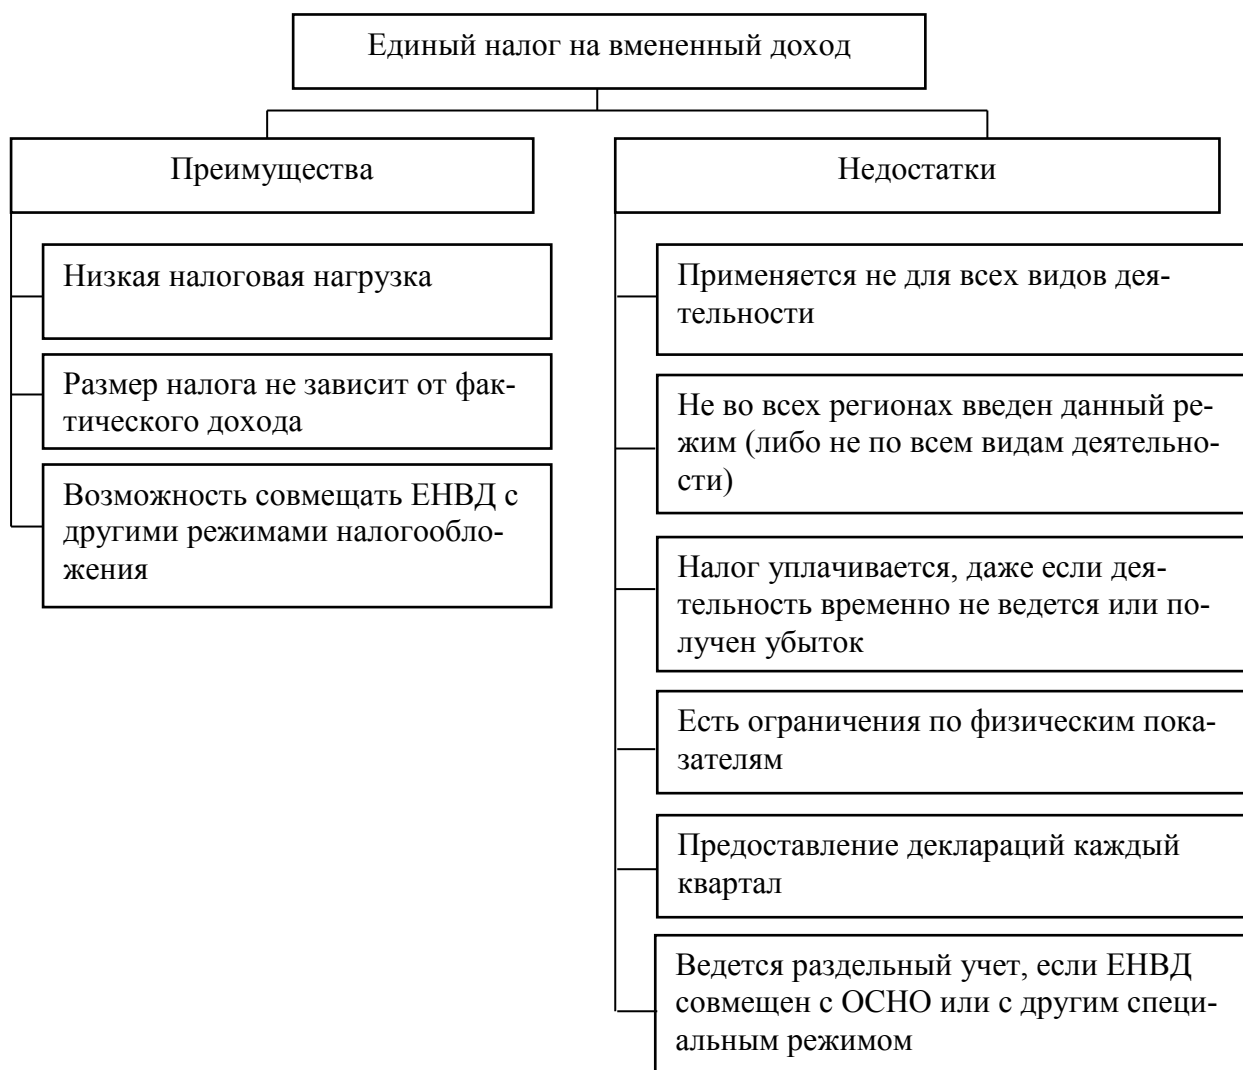 Единый налог на вмененный доход
Преимущества
Низкая налоговая нагрузка
Размер налога не зависит от фак-
тического дохода
Возможность совмещать ЕНВД с
другими режимами налогообло-
жения
Недостатки
Применяется не для всех видов дея-
тельности
Не во всех регионах введен данный ре-
жим (либо не по всем видам деятельно-
сти)
Налог уплачивается, даже если дея-
тельность временно не ведется или по-
лучен убыток
Есть ограничения по физическим пока-
зателям
Предоставление деклараций каждый
квартал
Ведется раздельный учет, если ЕНВД
совмещен с ОСНО или с другим специ-
альным режимом